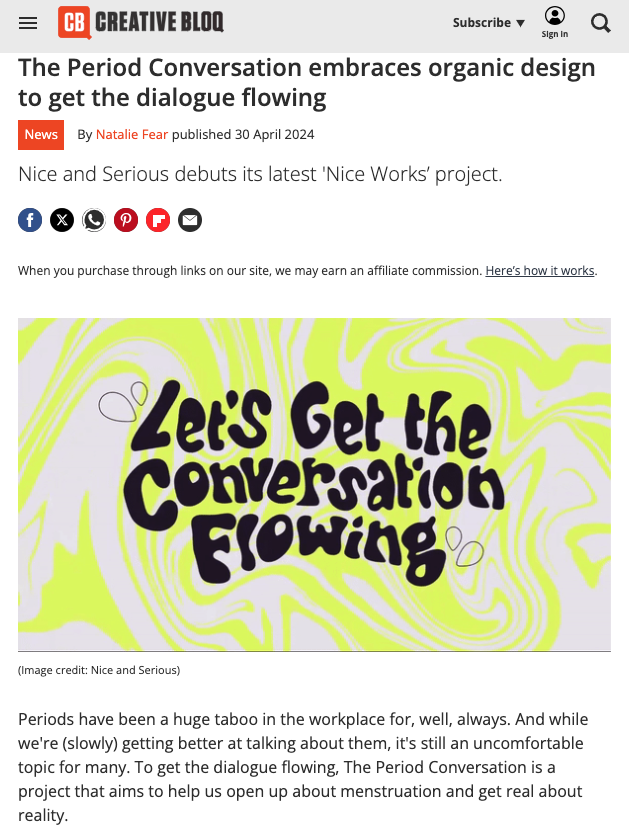 CB CREATIVE BLOQ
Subscribe ▼
Sign in
The Period Conversation embraces organic design
to get the dialogue flowing
News
By Natalie Fear published 30 April 2024
Nice and Serious debuts its latest 'Nice Works’ project.
When you purchase through links on our site, we may earn an affiliate commission. Here’s how it works.
Let's Get the
Conversation
Flowing
(Image credit: Nice and Serious)
Periods have been a huge taboo in the workplace for, well, always. And while
we're (slowly) getting better at talking about them, it's still an uncomfortable
topic for many. To get the dialogue flowing, The Period Conversation is a
project that aims to help us open up about menstruation and get real about
reality.